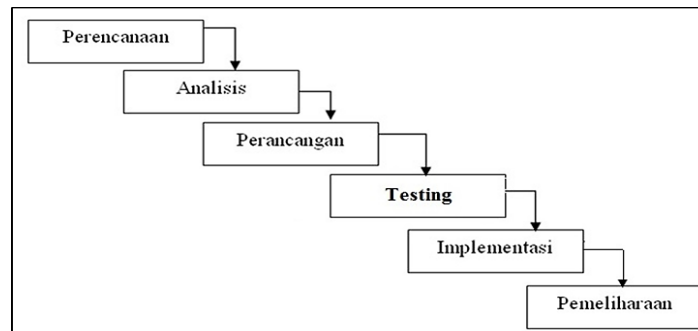 Perencanaan
Analisis
Perancangan
Testing
Implementasi
Pemeliharaan